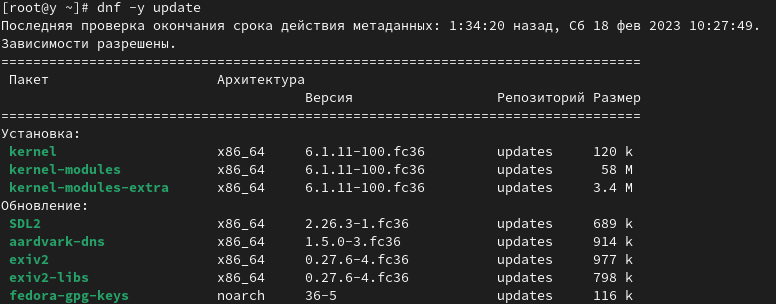 [root@y ~]# dnf -y update
Последняя проверка окончания срока действия метаданных: 1:34:20 назад, Сб 18 фев 2023 10:27:49.
Зависимости разрешены.
================================================================================
Пакет Архитектура
Версия Репозиторий Размер
================================================================================
Установка:
kernel x86_64 6.1.11-100.fc36 updates 120 k
kernel-modules x86_64 6.1.11-100.fc36 updates 58 M
kernel-modules-extra x86_64 6.1.11-100.fc36 updates 3.4 M
Обновление:
SDL2 x86_64 2.26.3-1.fc36 updates 689 k
aardvark-dns x86_64 1.5.0-3.fc36 updates 914 k
exiv2 x86_64 0.27.6-4.fc36 updates 977 k
exiv2-libs x86_64 0.27.6-4.fc36 updates 798 k
fedora-gpg-keys noarch 36-5 updates 116 k